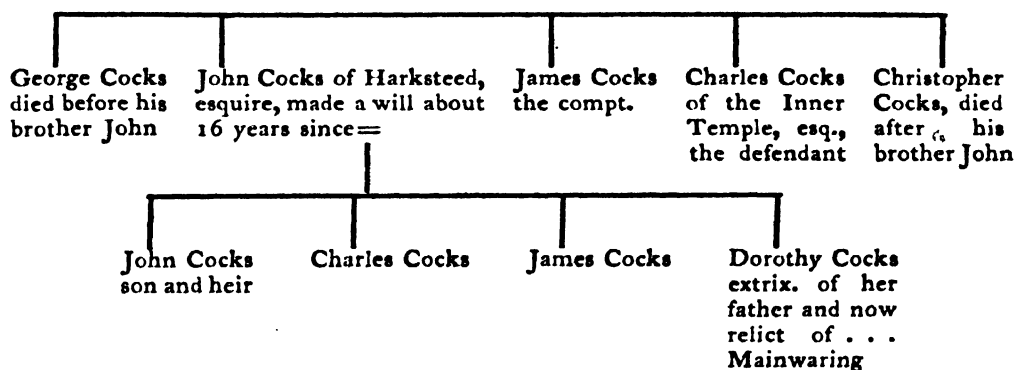 George Cocks
died before his
brother John
John Cocks of Harksteed,
esquire, made a will about
16 years since=
James Cocks
the compt.
Charles Cocks
of the Inner
Temple, esq.,
the defendant
Christopher
Cocks, died
after his
brother John
John Cocks
son and heir
Charles Cocks
James Cocks
Dorothy Cocks
extrix. of her
father and now
relict of . . .
Mainwaring